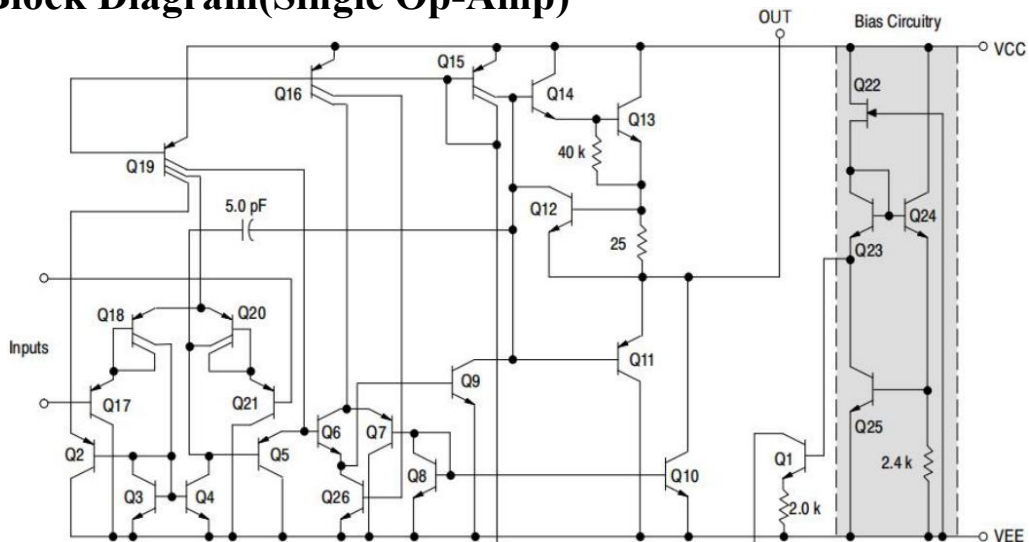 Block Diagram(Single Op-Amp)
OUT
Bias Circuitry
VCC
Q15
Q22
Q16
Q14
Q13
40 k
Q19
5.0 pF
Q12
Q24
25
Q23
Q18
Q20
Inputs
Q11
Q9
Q17
Q21
Q25
Q2
Q5
Q6
Q7
Q1
2.4 k
Q8
Q10
Q3
Q4
Q26
2.0 k
VEE